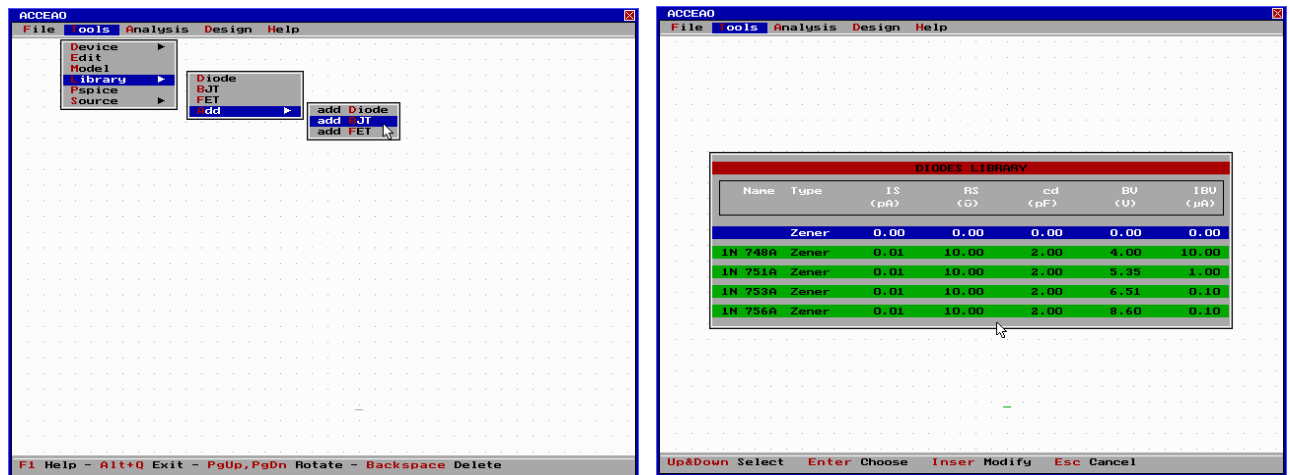 ACCEAO
File Tools Analysis Design Help
Device
Edit
Model
Library
Pspice
Source
Diode
BJT
FET
Add
add Diode
add BJT
add FET
F1 Help - Alt+Q Exit - PgUp,PgDn Rotate - Backspace Delete
ACCEAO
File Tools Analysis Design Help
DIODES LIBRARY
Name Type IS RS cd BV IBV
(pA) (Ω) (pF) (V) (µA)
Zener 0.00 0.00 0.00 0.00 0.00
1N 748A Zener 0.01 10.00 2.00 4.00 10.00
1N 751A Zener 0.01 10.00 2.00 5.35 1.00
1N 753A Zener 0.01 10.00 2.00 6.51 0.10
1N 756A Zener 0.01 10.00 2.00 8.60 0.10
Up&Down Select Enter Choose Inser Modify Esc Cancel